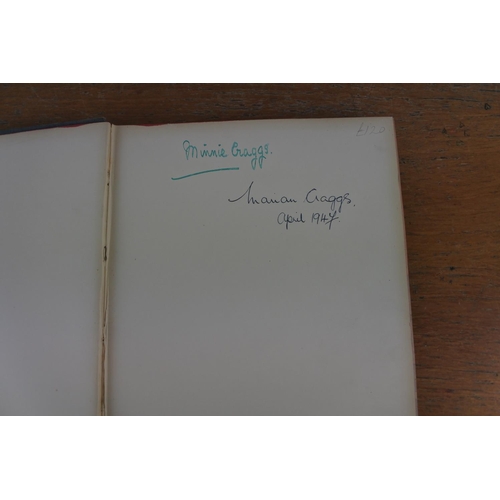 Minnie Craggs.
Marian Craggs.
April 1947.